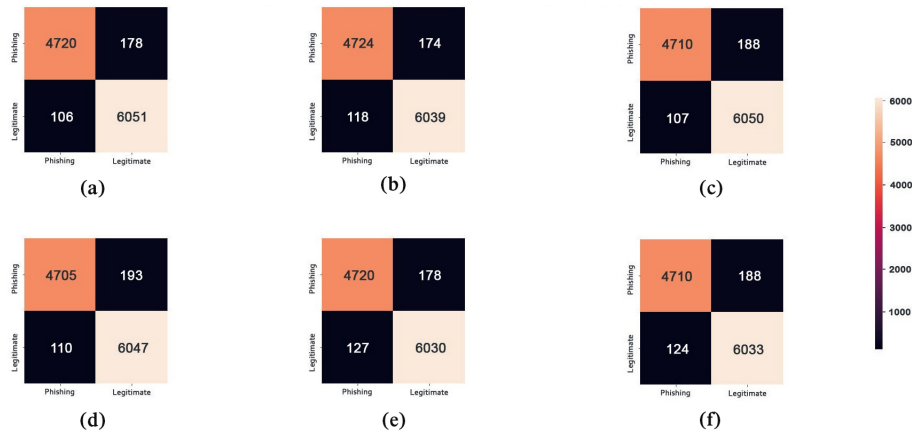 Phishing 4720 178
Legitimate 106 6051
Phishing Legitimate
(a)
Phishing 4724 174
Legitimate 118 6039
Phishing Legitimate
(b)
Phishing 4710 188
Legitimate 107 6050
Phishing Legitimate
(c)
Phishing 4705 193
Legitimate 110 6047
Phishing Legitimate
(d)
Phishing 4720 178
Legitimate 127 6030
Phishing Legitimate
(e)
Phishing 4710 188
Legitimate 124 6033
Phishing Legitimate
(f)
6000
5000
4000
3000
2000
1000